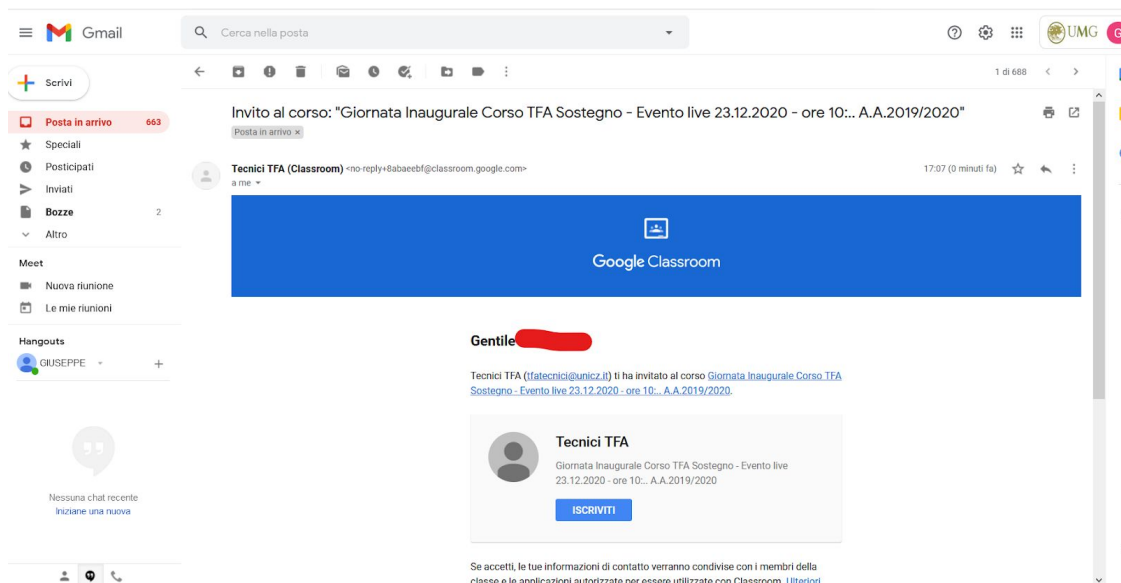 Gmail
Cerca nella posta
UMG
G
Scrivi
1 di 688
Posta in arrivo 663
Speciali
Posticipati
Inviati
Bozze 2
Altro
Meet
Nuova riunione
Le mie riunioni
Hangouts
GIUSEPPE
Nessuna chat recente
Iniziane una nuova
Invito al corso: "Giornata Inaugurale Corso TFA Sostegno - Evento live 23.12.2020 - ore 10:.. A.A.2019/2020"
Posta in arrivo x
Tecnici TFA (Classroom) <no-reply+8abaeebf@classroom.google.com>
17:07 (0 minuti fa)
a me
Google Classroom
Gentile
Tecnici TFA (tfatecnici@unicz.it) ti ha invitato al corso Giornata Inaugurale Corso TFA
Sostegno - Evento live 23.12.2020 - ore 10:.. A.A.2019/2020.
Tecnici TFA
Giornata Inaugurale Corso TFA Sostegno - Evento live
23.12.2020 - ore 10:.. A.A.2019/2020
ISCRIVITI
Se accetti, le tue informazioni di contatto verranno condivise con i membri della
classe e le applicazioni autorizzate per essere utilizzate con Classroom. Ulteriori